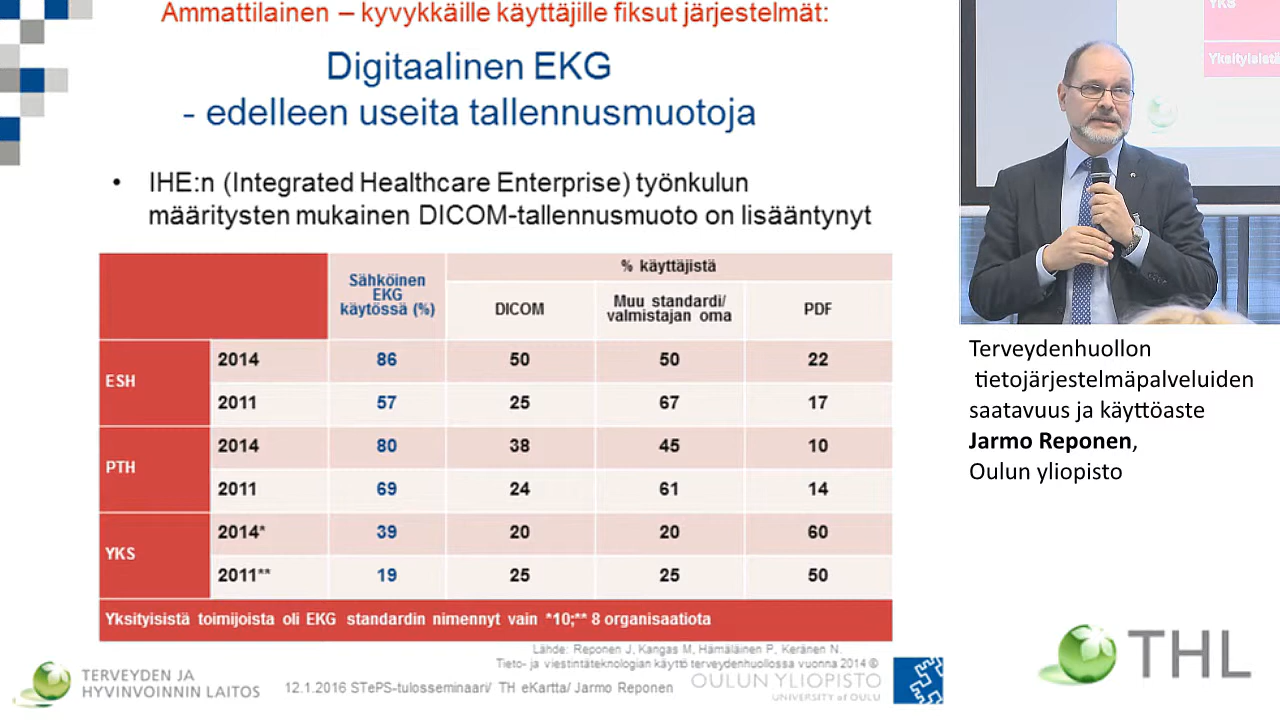 Ammattilainen – kyvykkäille käyttäjille fiksut järjestelmät:
Digitaalinen EKG
- edelleen useita tallennusmuotoja
• IHE:n (Integrated Healthcare Enterprise) työnkulun
määritysten mukainen DICOM-tallennusmuoto on lisääntynyt
Sähköinen EKG käytössä (%) % käyttäjistä
DICOM Muu standardi/ valmistajan oma PDF
ESH 2014 86 50 50 22
2011 57 25 67 17
PTH 2014 80 38 45 10
2011 69 24 61 14
YKS 2014* 39 20 20 60
2011** 19 25 25 50
Yksityisistä toimijoista oli EKG standardin nimennyt vain *10;** 8 organisaatiota
Lähde: Reponen J, Kangas M, Hämäläinen P, Keränen N.
Tieto- ja viestintäteknologian käyttö terveydenhuollossa vuonna 2014 ©
TERVEYDEN JA
HYVINVOINNIN LAITOS
12.1.2016 STePS-tulosseminaari/ TH eKartta/ Jarmo Reponen
OULUN YLIOPISTO
UNIVERSITY of OULU
YKS
Yksityisistä
Terveydenhuollon
tietojärjestelmäpalveluiden
saatavuus ja käyttöaste
Jarmo Reponen,
Oulun yliopisto
THL